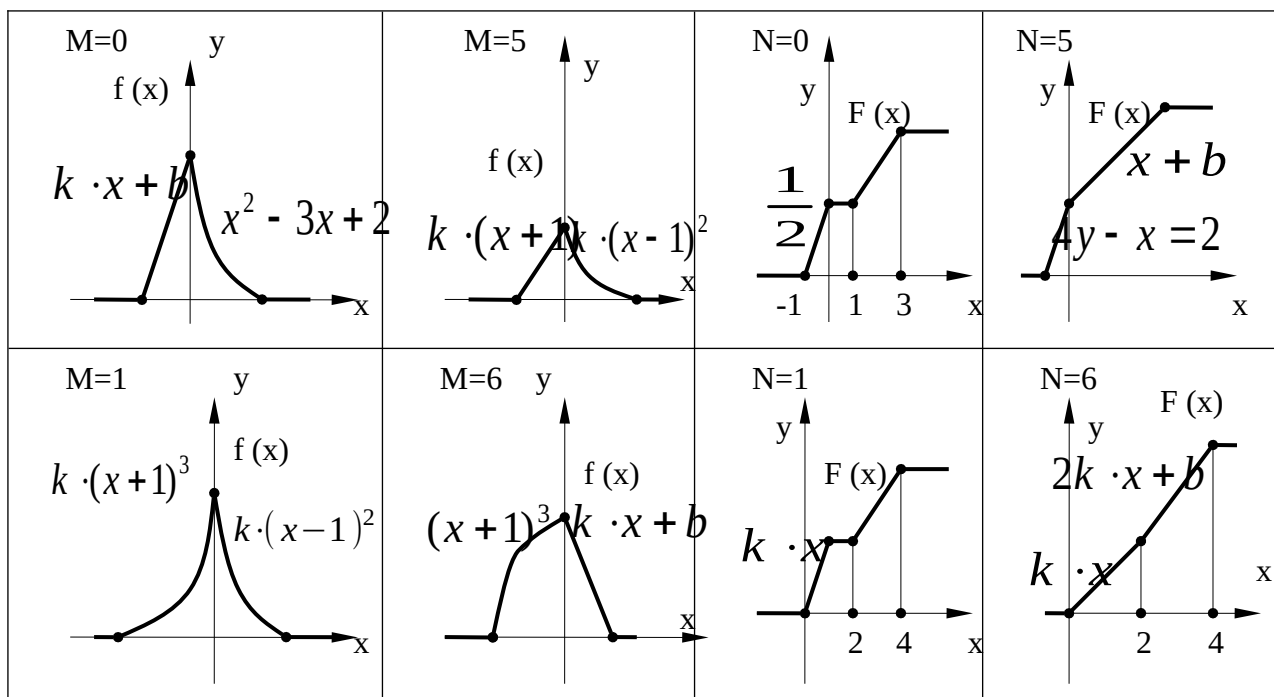 M=0
y
f (x)
k · x + b
x² - 3x + 2
x
M=5
y
f (x)
k ·(x + 1)
k ·(x - 1)²
x
N=0
y
F (x)
1
2
-1
1
3
x
N=5
y
F (x)
x + b
4y - x = 2
x
M=1
y
f (x)
k ·(x+1)³
k·(x−1)²
x
M=6
y
f (x)
(x + 1)³
k · x + b
x
N=1
y
F (x)
k · x
2
4
x
N=6
F (x)
y
2k · x + b
k · x
x
2
4